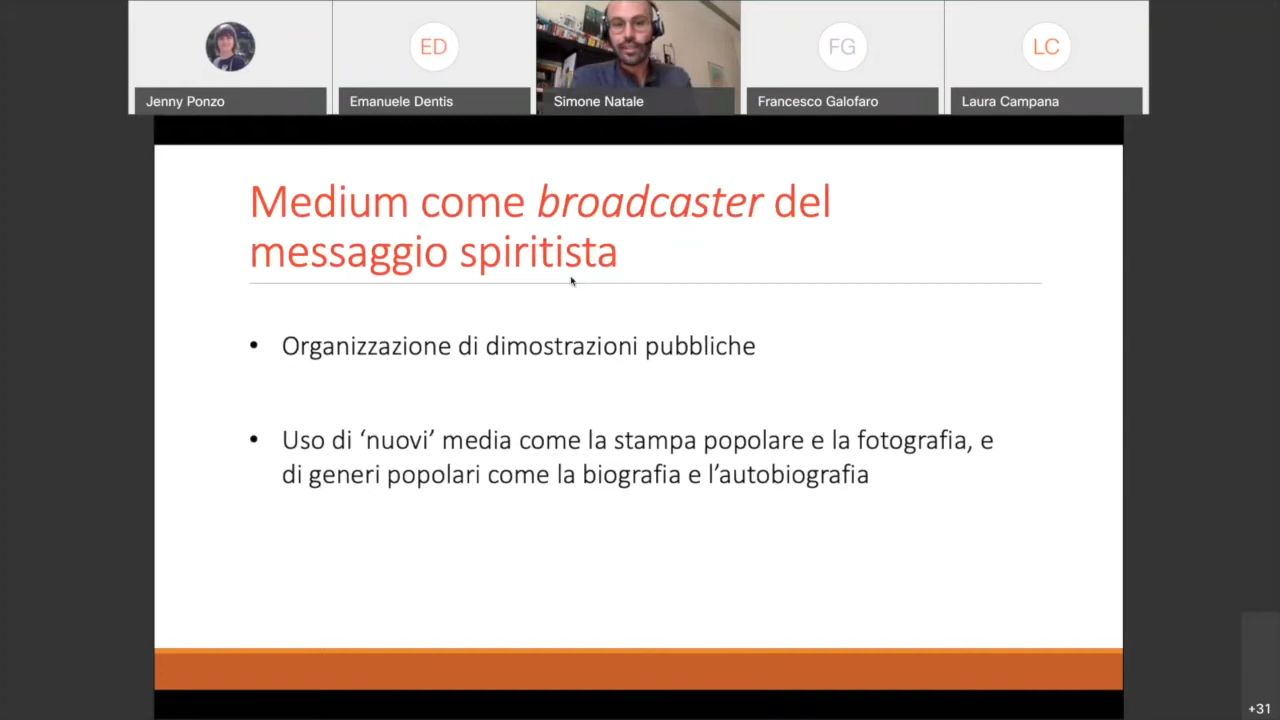 ED
FG
LC
Jenny Ponzo
Emanuele Dentis
Simone Natale
Francesco Galofaro
Laura Campana
Medium come broadcaster del
messaggio spiritista
• Organizzazione di dimostrazioni pubbliche
• Uso di ‘nuovi’ media come la stampa popolare e la fotografia, e
di generi popolari come la biografia e l’autobiografia
+31